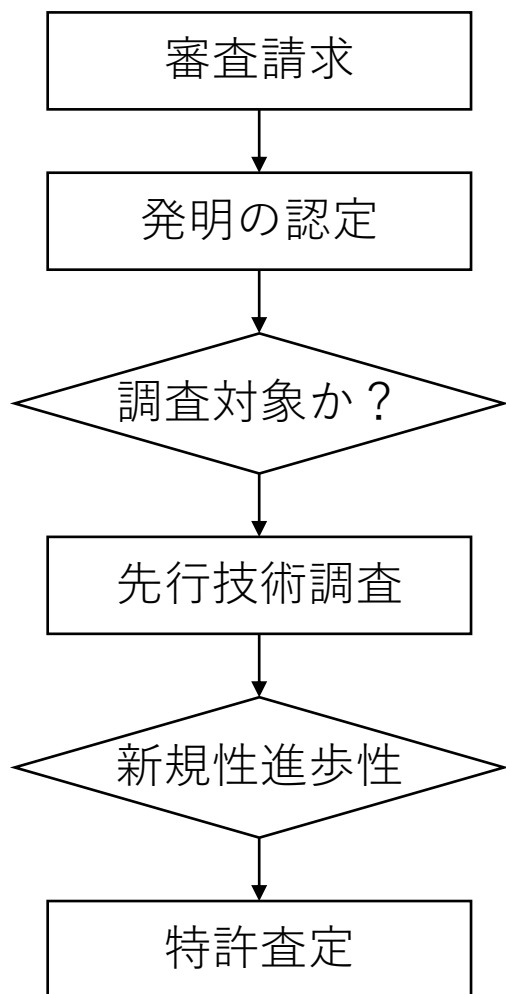 審査請求
発明の認定
調査対象か？
先行技術調査
新規性進歩性
特許査定